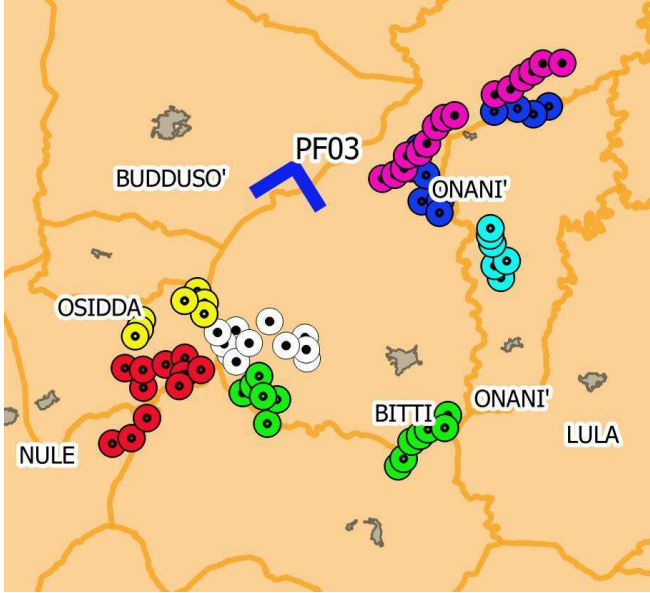 PF03
BUDDUSO'
ONANI'
OSIDDA
BITTI
ONANI'
LULA
NULE